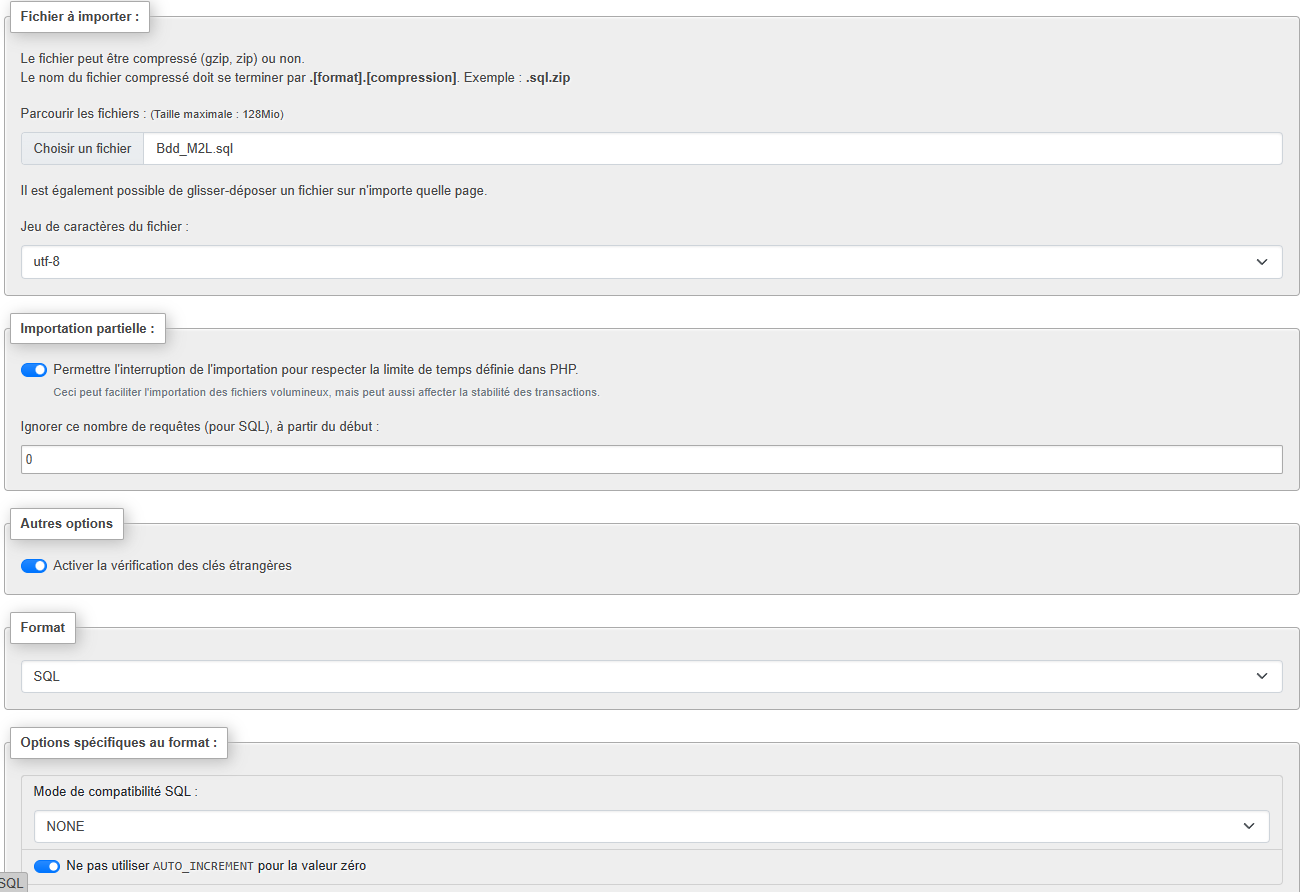 Fichier à importer :
Le fichier peut être compressé (gzip, zip) ou non.
Le nom du fichier compressé doit se terminer par .[format].[compression]. Exemple : .sql.zip
Parcourir les fichiers : (Taille maximale : 128Mio)
Choisir un fichier Bdd_M2L.sql
Il est également possible de glisser-déposer un fichier sur n'importe quelle page.
Jeu de caractères du fichier :
utf-8
Importation partielle :
Permettre l'interruption de l'importation pour respecter la limite de temps définie dans PHP.
Ceci peut faciliter l'importation des fichiers volumineux, mais peut aussi affecter la stabilité des transactions.
Ignorer ce nombre de requêtes (pour SQL), à partir du début :
0
Autres options
Activer la vérification des clés étrangères
Format
SQL
Options spécifiques au format :
Mode de compatibilité SQL :
NONE
Ne pas utiliser AUTO_INCREMENT pour la valeur zéro
SQL